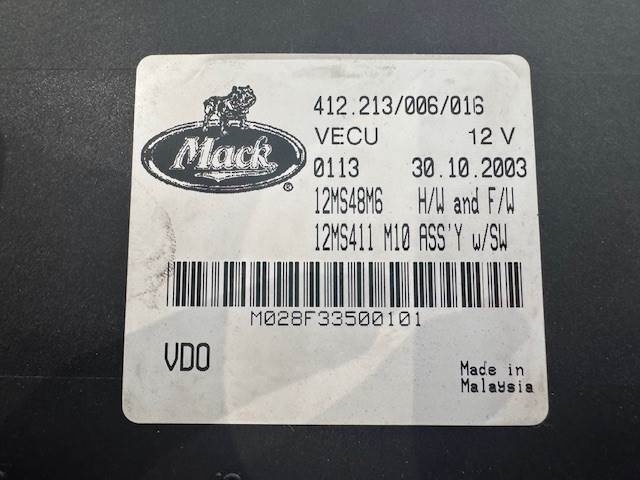 Mack
®
412.213/006/016
VECU 12 V
0113 30.10.2003
12MS48M6 H/W and F/W
12MS411 M10 ASS'Y w/SW
M028F33500101
VDO
Made in
Malaysia